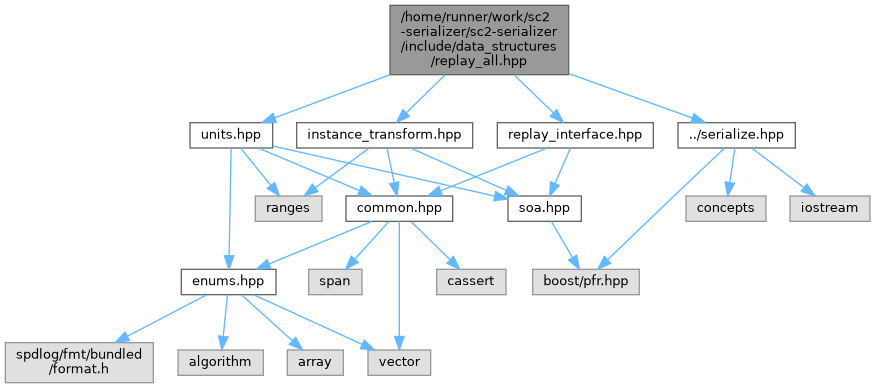 /home/runner/work/sc2
-serializer/sc2-serializer
/include/data_structures
/replay_all.hpp
units.hpp
instance_transform.hpp
replay_interface.hpp
../serialize.hpp
ranges
common.hpp
soa.hpp
concepts
iostream
enums.hpp
span
cassert
boost/pfr.hpp
spdlog/fmt/bundled
/format.h
algorithm
array
vector